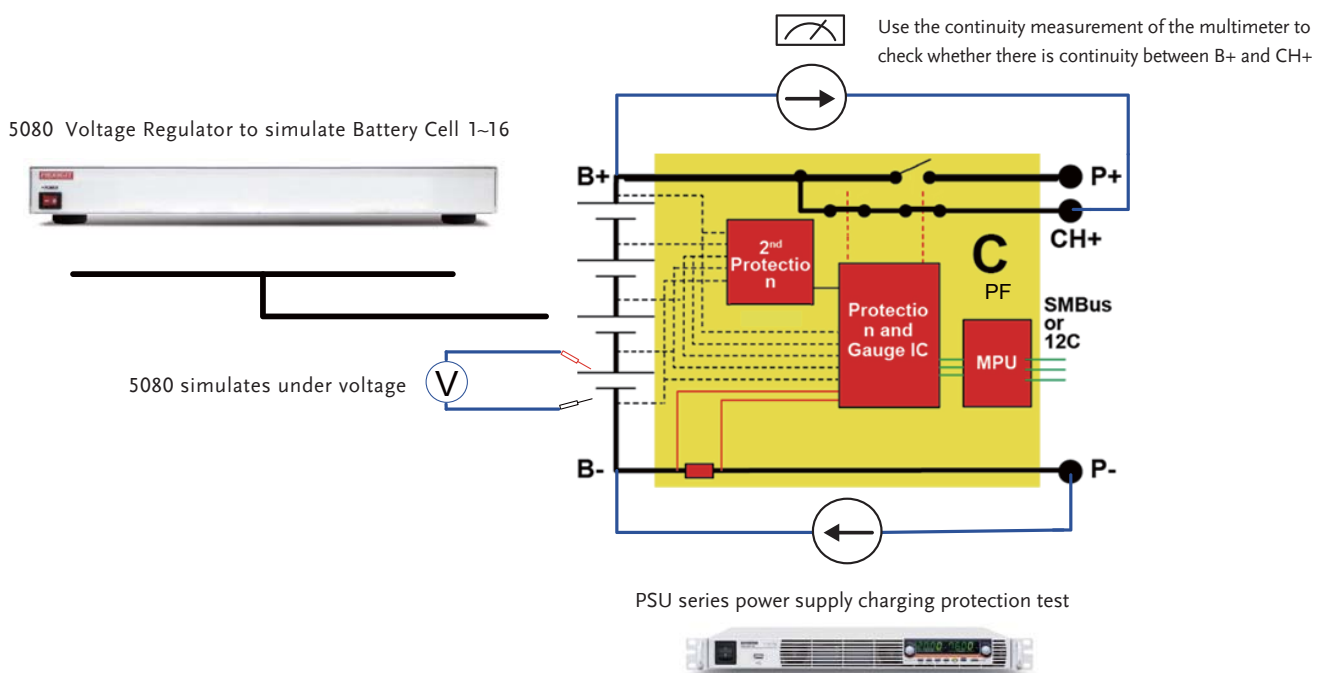 Use the continuity measurement of the multimeter to
check whether there is continuity between B+ and CH+
5080 Voltage Regulator to simulate Battery Cell 1~16
B+
P+
CH+
2nd
Protectio
n
C
PF
Protectio
n and
Gauge IC
MPU
SMBus
or
12C
5080 simulates under voltage
V
B-
P-
PSU series power supply charging protection test